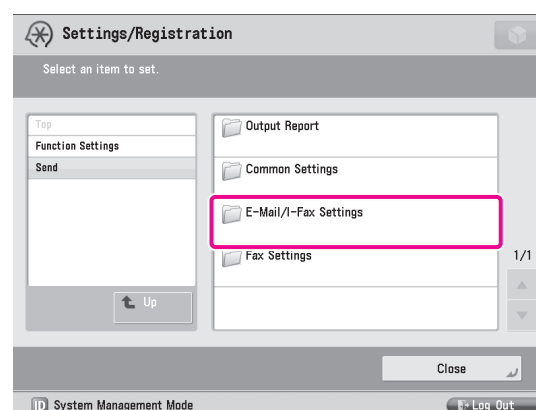 Settings/Registration
Select an item to set.
Top
Function Settings
Send
Up
Output Report
Common Settings
E-Mail/I-Fax Settings
Fax Settings
1/1
Close
ID System Management Mode
Log Out